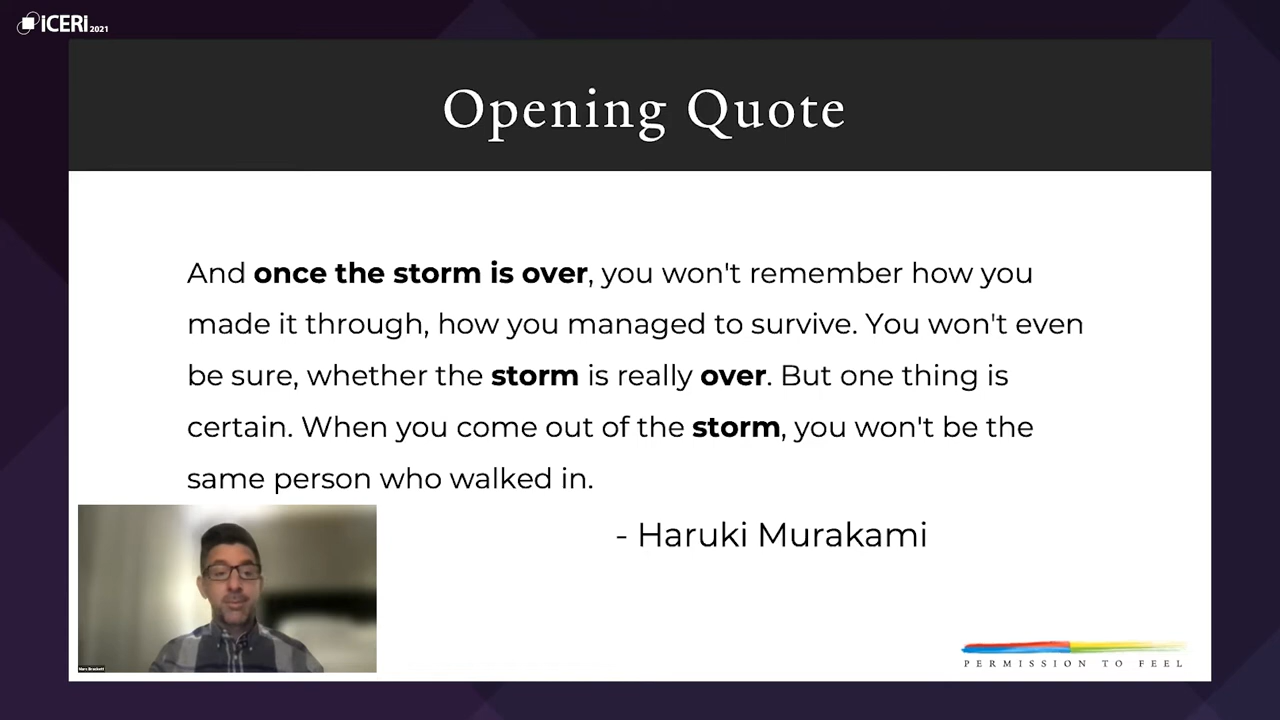 iCERi 2021
Opening Quote
And once the storm is over, you won't remember how you
made it through, how you managed to survive. You won't even
be sure, whether the storm is really over. But one thing is
certain. When you come out of the storm, you won't be the
same person who walked in.
- Haruki Murakami
Marc Brackett
PERMISSION TO FEEL